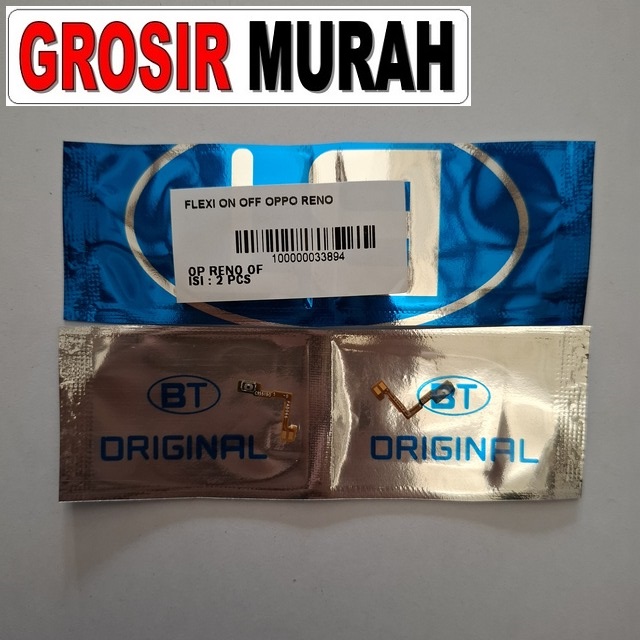 GROSIR MURAH
FLEXI ON OFF OPPO RENO
100000033894
OP RENO OF
ISI : 2 PCS
BT
ORIGINAL
BT
ORIGINAL